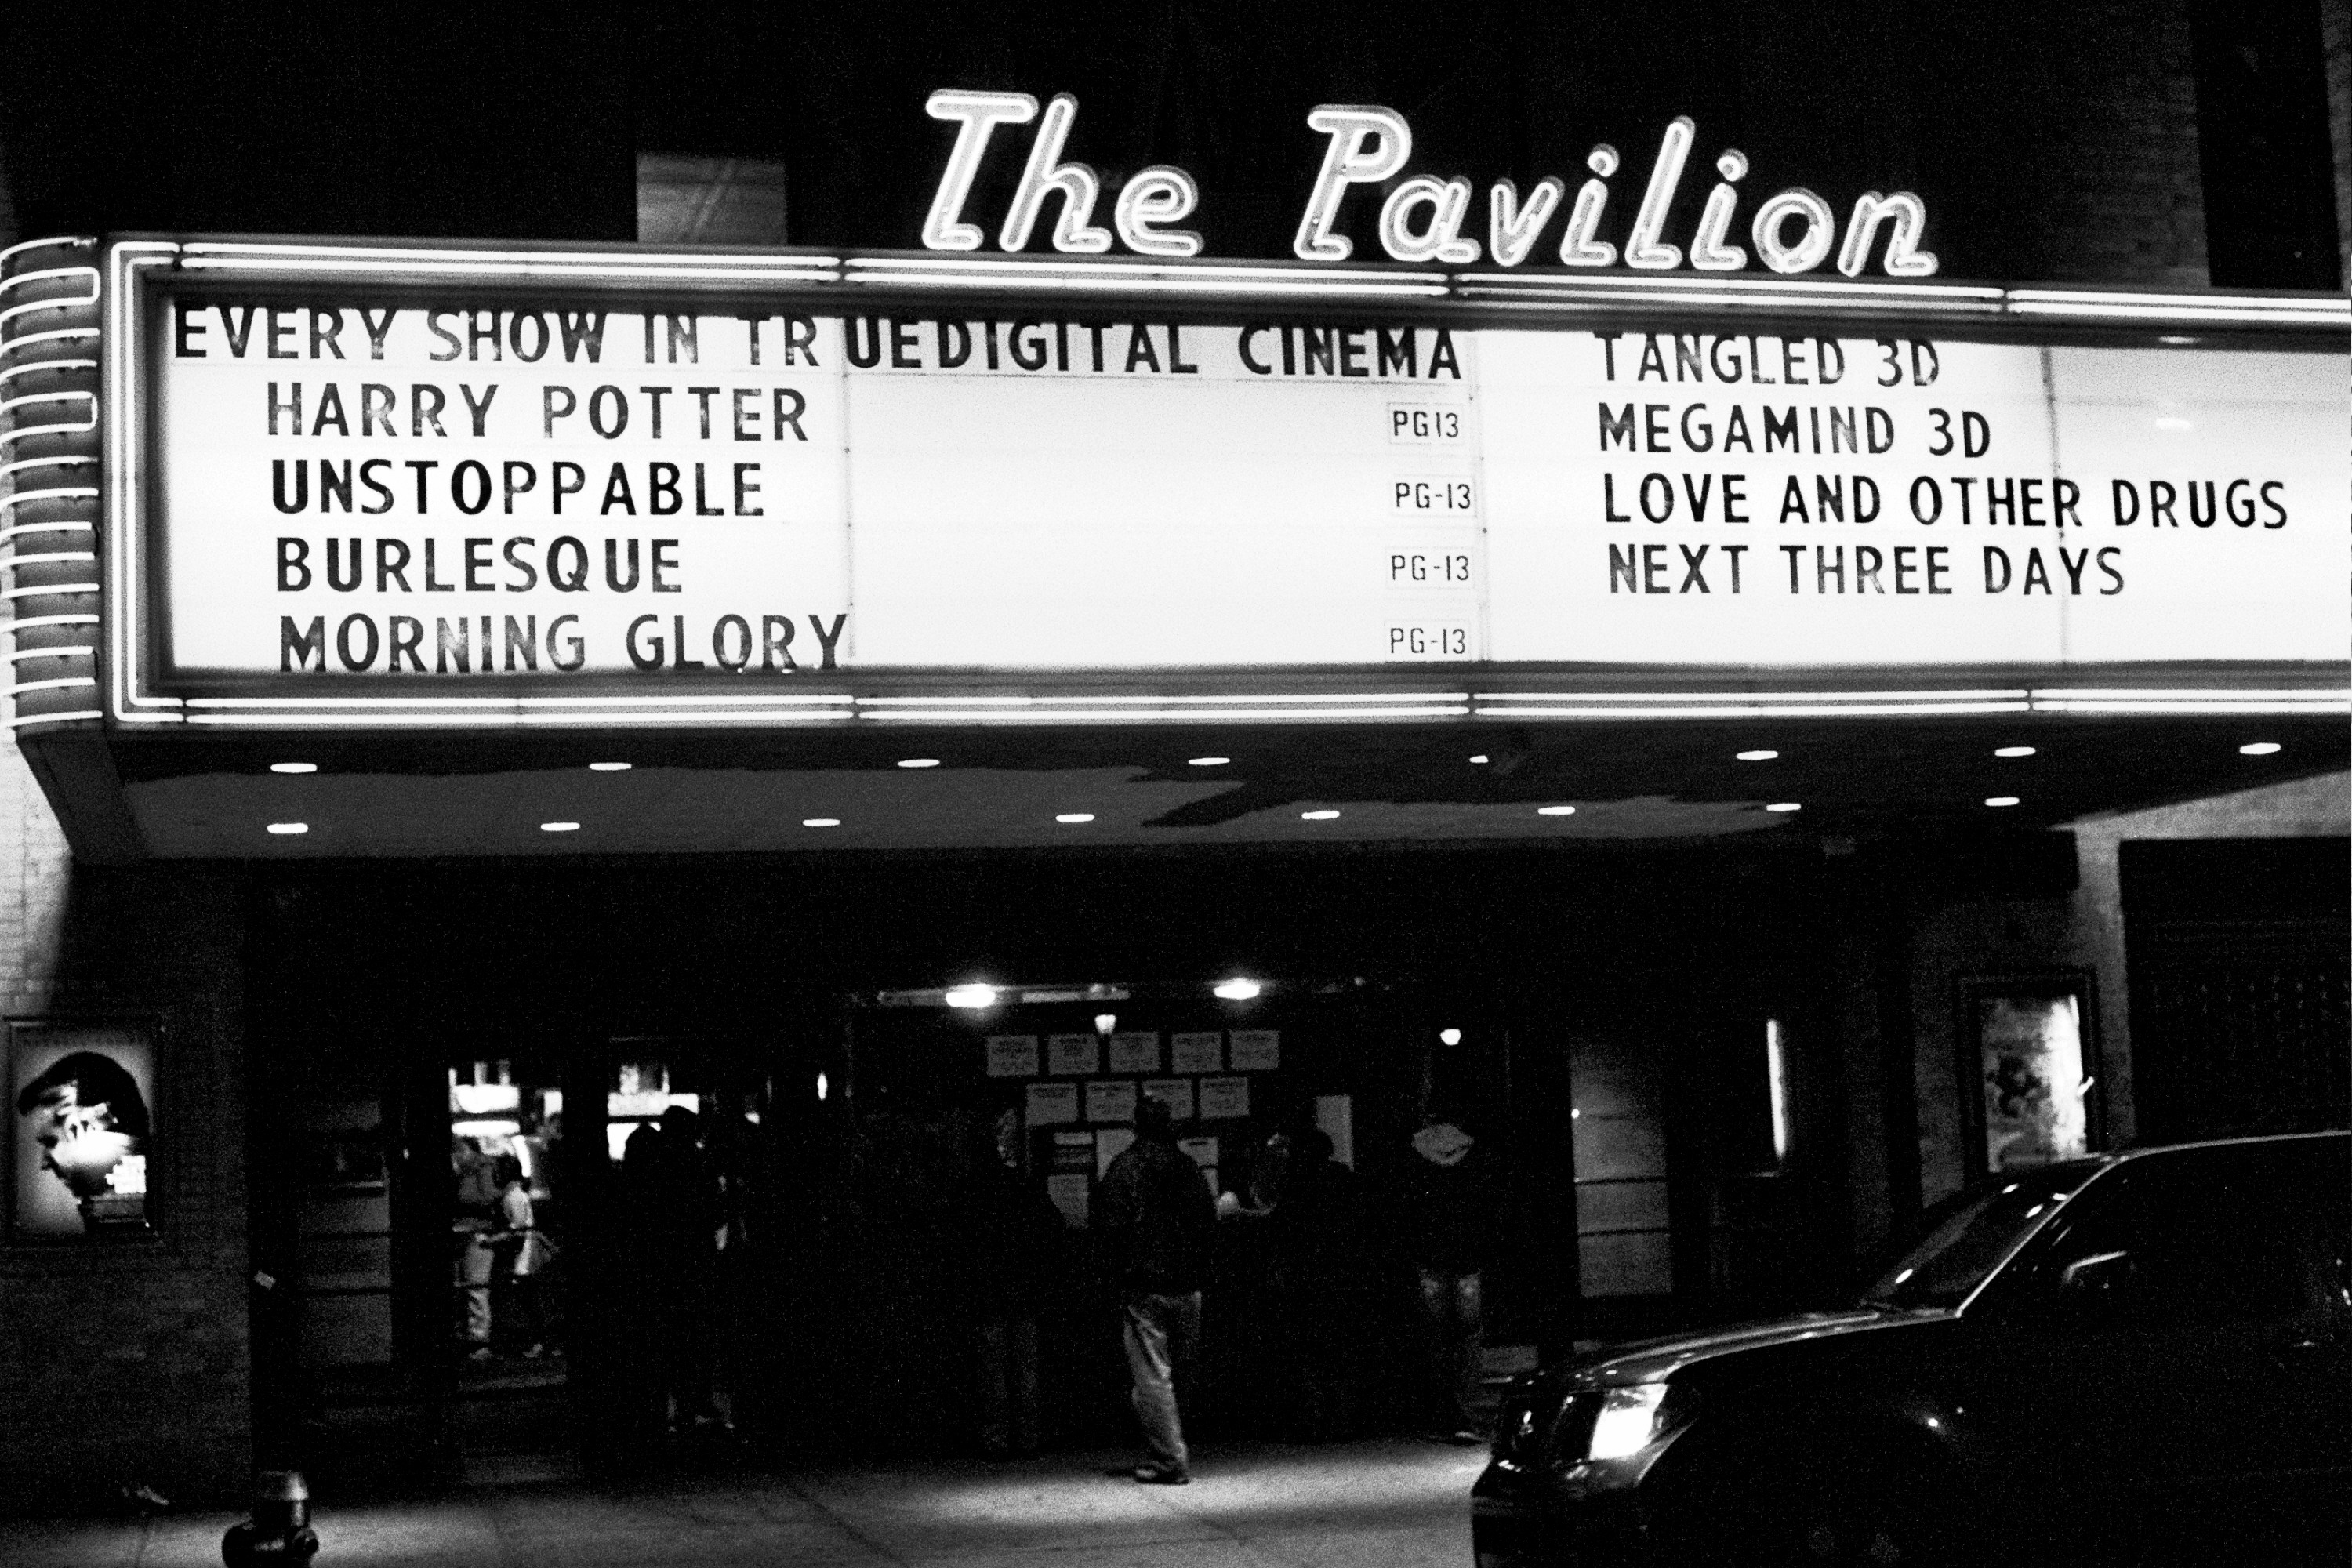 The Pavilion
EVERY SHOW IN TRUEDIGITAL CINEMA
HARRY POTTER PG13
UNSTOPPABLE PG-13
BURLESQUE PG-13
MORNING GLORY PG-13
TANGLED 3D
MEGAMIND 3D
LOVE AND OTHER DRUGS
NEXT THREE DAYS